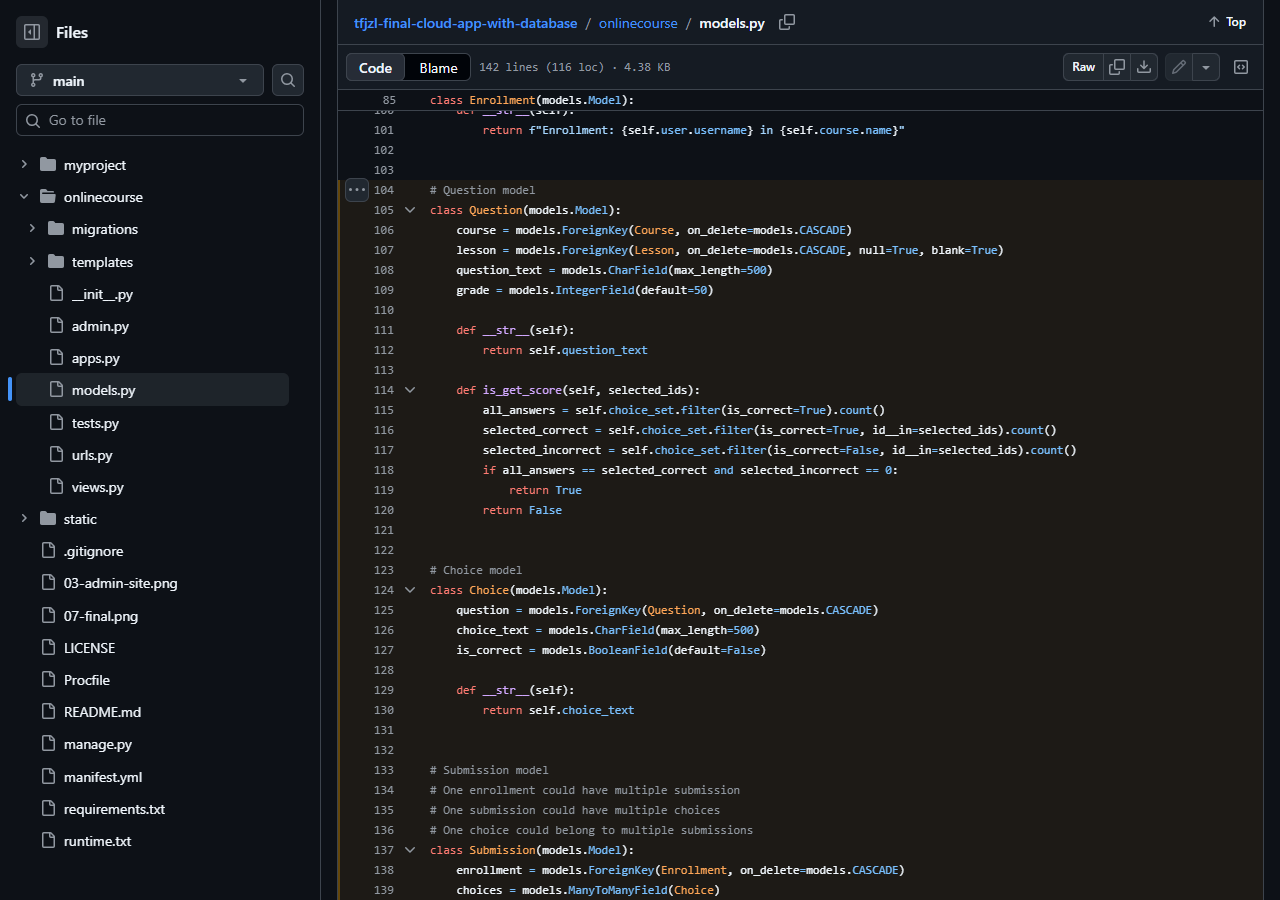 Files
main
Go to file
myproject
onlinecourse
migrations
templates
__init__.py
admin.py
apps.py
models.py
tests.py
urls.py
views.py
static
.gitignore
03-admin-site.png
07-final.png
LICENSE
Procfile
README.md
manage.py
manifest.yml
requirements.txt
runtime.txt
tfjzl-final-cloud-app-with-database / onlinecourse / models.py
Top
Code Blame 142 lines (116 loc) · 4.38 KB Raw
85 class Enrollment(models.Model):
100 def __str__(self):
101 return f"Enrollment: {self.user.username} in {self.course.name}"
102
103
104 # Question model
105 class Question(models.Model):
106 course = models.ForeignKey(Course, on_delete=models.CASCADE)
107 lesson = models.ForeignKey(Lesson, on_delete=models.CASCADE, null=True, blank=True)
108 question_text = models.CharField(max_length=500)
109 grade = models.IntegerField(default=50)
110
111 def __str__(self):
112 return self.question_text
113
114 def is_get_score(self, selected_ids):
115 all_answers = self.choice_set.filter(is_correct=True).count()
116 selected_correct = self.choice_set.filter(is_correct=True, id__in=selected_ids).count()
117 selected_incorrect = self.choice_set.filter(is_correct=False, id__in=selected_ids).count()
118 if all_answers == selected_correct and selected_incorrect == 0:
119 return True
120 return False
121
122
123 # Choice model
124 class Choice(models.Model):
125 question = models.ForeignKey(Question, on_delete=models.CASCADE)
126 choice_text = models.CharField(max_length=500)
127 is_correct = models.BooleanField(default=False)
128
129 def __str__(self):
130 return self.choice_text
131
132
133 # Submission model
134 # One enrollment could have multiple submission
135 # One submission could have multiple choices
136 # One choice could belong to multiple submissions
137 class Submission(models.Model):
138 enrollment = models.ForeignKey(Enrollment, on_delete=models.CASCADE)
139 choices = models.ManyToManyField(Choice)